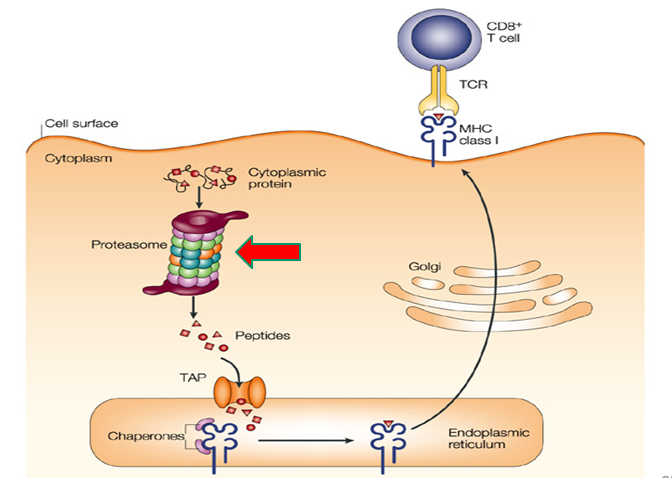 CD8+
T cell
TCR
MHC
class I
Cell surface
Cytoplasm
Cytoplasmic
protein
Proteasome
Golgi
Peptides
TAP
Chaperones
Endoplasmic
reticulum